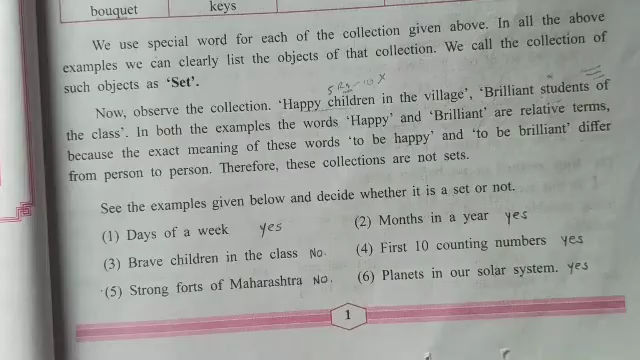 bouquet keys
We use special word for each of the collection given above. In all the above
examples we can clearly list the objects of that collection. We call the collection of
such objects as ‘Set’.
Now, observe the collection. ‘Happy children in the village’, ‘Brilliant students of
the class’. In both the examples the words ‘Happy’ and ‘Brilliant’ are relative terms,
because the exact meaning of these words ‘to be happy’ and ‘to be brilliant’ differ
from person to person. Therefore, these collections are not sets.
See the examples given below and decide whether it is a set or not.
(1) Days of a week yes (2) Months in a year yes
(3) Brave children in the class No. (4) First 10 counting numbers yes
(5) Strong forts of Maharashtra NO. (6) Planets in our solar system. yes
1